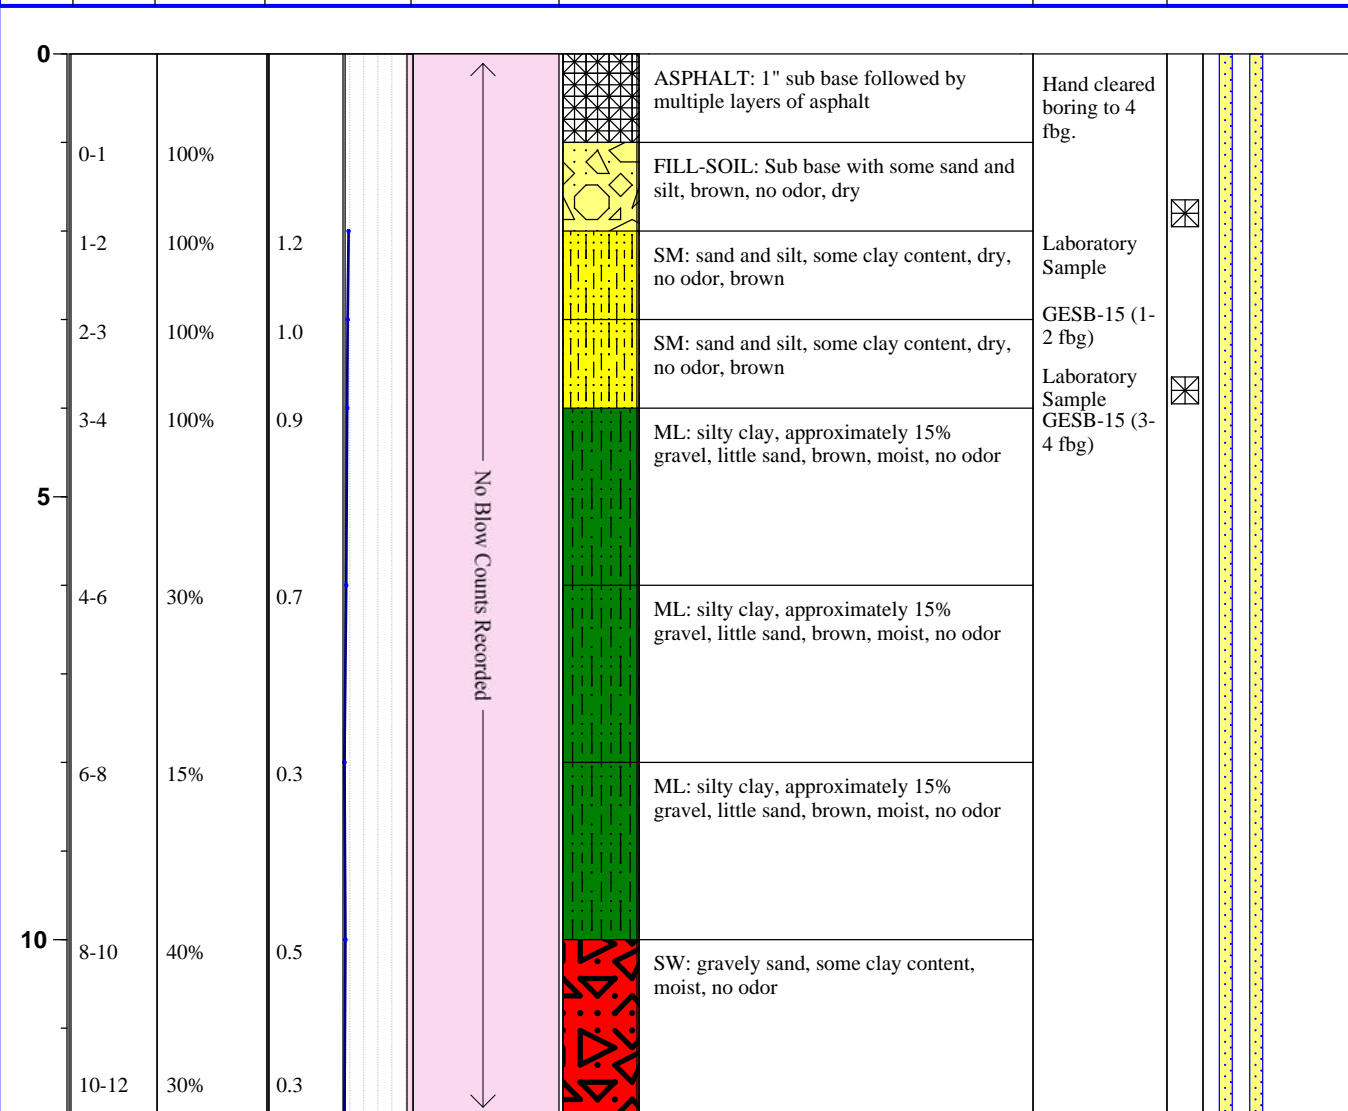 0
ASPHALT: 1" sub base followed by
multiple layers of asphalt
Hand cleared
boring to 4
fbg.
0-1 100%
FILL-SOIL: Sub base with some sand and
silt, brown, no odor, dry
1-2 100% 1.2
SM: sand and silt, some clay content, dry,
no odor, brown
Laboratory
Sample
GESB-15 (1-
2 fbg)
2-3 100% 1.0
SM: sand and silt, some clay content, dry,
no odor, brown
Laboratory
Sample
GESB-15 (3-
4 fbg)
3-4 100% 0.9
ML: silty clay, approximately 15%
gravel, little sand, brown, moist, no odor
5
No Blow Counts Recorded
4-6 30% 0.7
ML: silty clay, approximately 15%
gravel, little sand, brown, moist, no odor
6-8 15% 0.3
ML: silty clay, approximately 15%
gravel, little sand, brown, moist, no odor
10
8-10 40% 0.5
SW: gravely sand, some clay content,
moist, no odor
10-12 30% 0.3